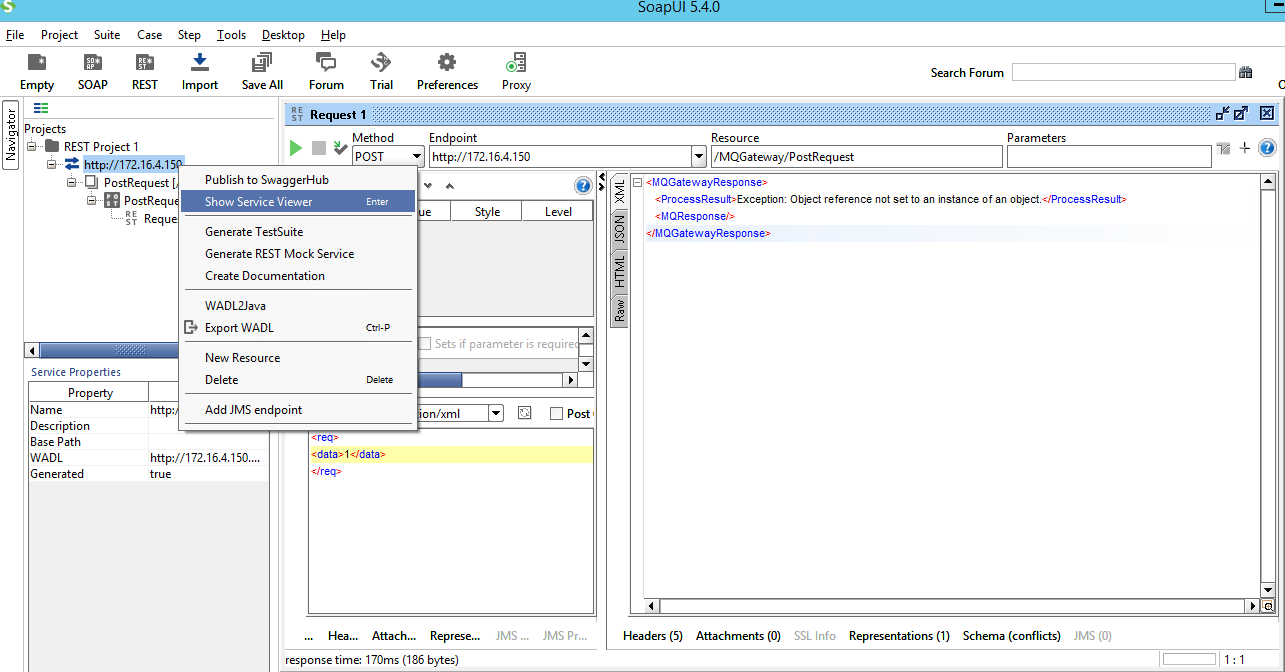 SoapUI 5.4.0
File Project Suite Case Step Tools Desktop Help
Empty SOAP REST Import Save All Forum Trial Preferences Proxy
Search Forum
Navigator
Projects
REST Project 1
http://172.16.4.150
PostRequest [/
PostReque
Reque
Publish to SwaggerHub
Show Service Viewer Enter
Generate TestSuite
Generate REST Mock Service
Create Documentation
WADL2Java
Export WADL Ctrl-P
New Resource
Delete Delete
Add JMS endpoint
Service Properties
Property
Name http:/
Description
Base Path
WADL http://172.16.4.150....
Generated true
Request 1
Method Endpoint Resource Parameters
POST http://172.16.4.150 /MQGateway/PostRequest
ue Style Level
Sets if parameter is required
ion/xml Post
<req>
<data>1</data>
</req>
... Hea... Attach... Represe... JMS ... JMS Pr...
XML
JSON
HTML
Raw
<MQGatewayResponse>
<ProcessResult>Exception: Object reference not set to an instance of an object.</ProcessResult>
<MQResponse/>
</MQGatewayResponse>
Headers (5) Attachments (0) SSL Info Representations (1) Schema (conflicts) JMS (0)
response time: 170ms (186 bytes)
1 : 1